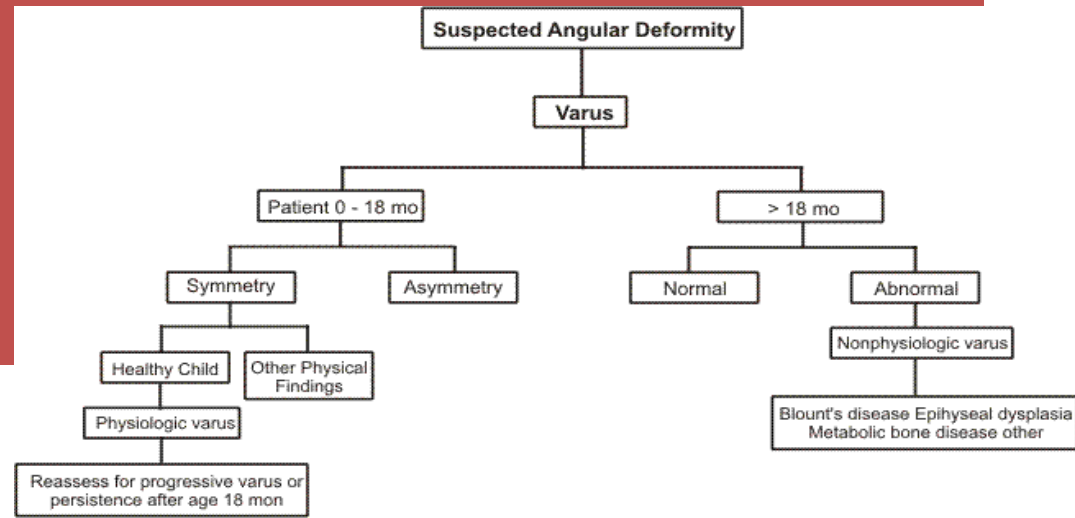 Suspected Angular Deformity
Varus
Patient 0 - 18 mo
> 18 mo
Symmetry
Asymmetry
Normal
Abnormal
Healthy Child
Other Physical
Findings
Nonphysiologic varus
Physiologic varus
Blount's disease Epihyseal dysplasia
Metabolic bone disease other
Reassess for progressive varus or
persistence after age 18 mon